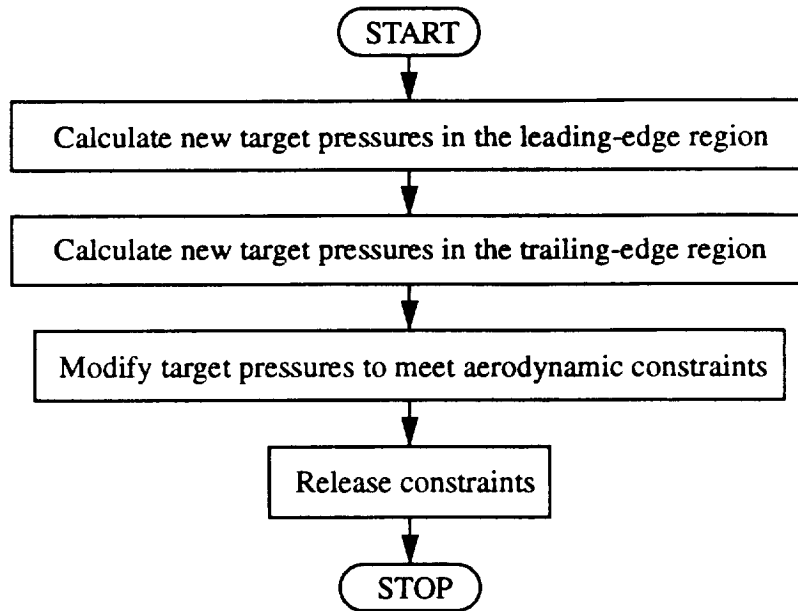 START
Calculate new target pressures in the leading-edge region
Calculate new target pressures in the trailing-edge region
Modify target pressures to meet aerodynamic constraints
Release constraints
STOP